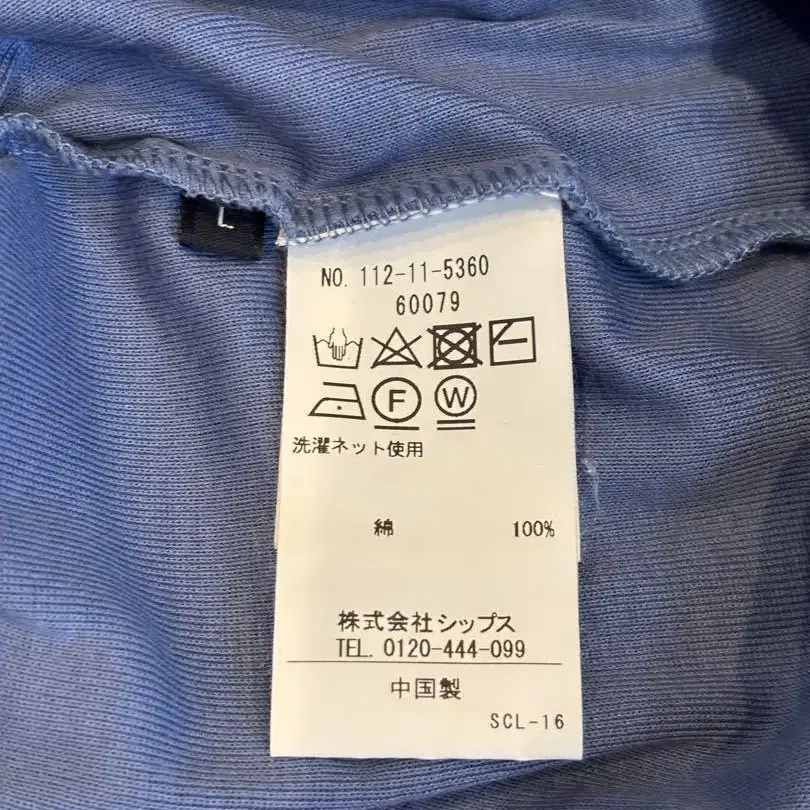 L
NO. 112-11-5360
60079
F W
洗濯ネット使用
綿 100%
株式会社シップス
TEL. 0120-444-099
中国製
SCL-16